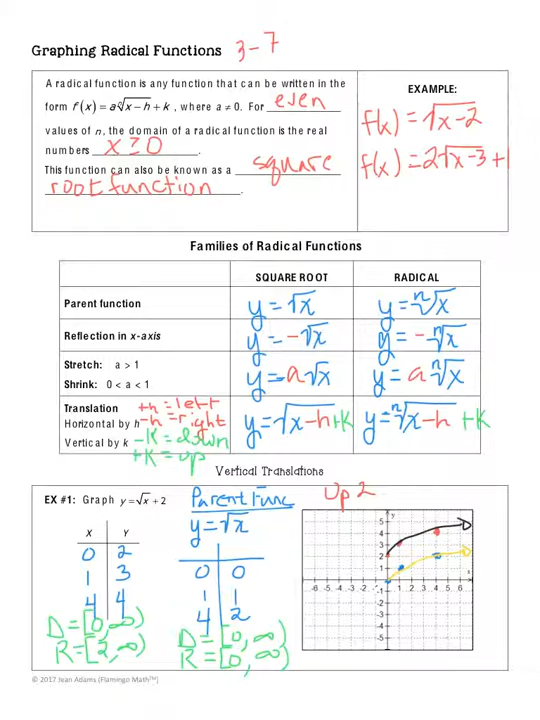 Graphing Radical Functions 3-7
A radical function is any function that can be written in the
form f(x) = aⁿ√x−h + k, where a ≠ 0. For even
values of n, the domain of a radical function is the real
numbers x ≥ 0.
This function can also be known as a square
root function.
EXAMPLE:
f(x) = √x-2
f(x) = 2√x-3 +1
Families of Radical Functions
SQUARE ROOT RADICAL
Parent function y = √x y = ⁿ√x
Reflection in x-axis y = -√x y = -ⁿ√x
Stretch: a > 1
Shrink: 0 < a < 1 y = a√x y = aⁿ√x
Translation +h = left
Horizontal by h -h = right y = √x-h +k y = ⁿ√x-h +k
Vertical by k -k = down
+k = up
Vertical Translations
EX #1: Graph y = √x + 2
X Y
0 2
1 3
4 4
D = [0, ∞)
R = [2, ∞)
Parent Func
y = √x
0 0
1 1
4 2
D = [0, ∞)
R = [0, ∞)
Up 2
y
5
4
3
2
1
x
-6 -5 -4 -3 -2 -1 1 2 3 4 5 6
-1
-2
-3
-4
-5
© 2017 Jean Adams (Flamingo Math™)